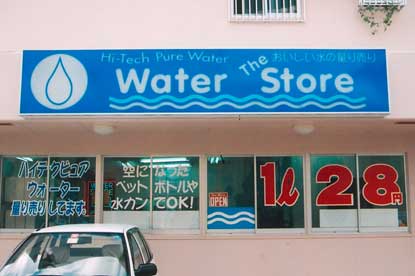 Hi-Tech Pure Water
おいしい水の量り売り
Water The Store
ハイテクピュア
ウォーター
量り売りしてます。
空になった
ペットボトルや
水カンでOK!
OPEN
1ℓ 28円